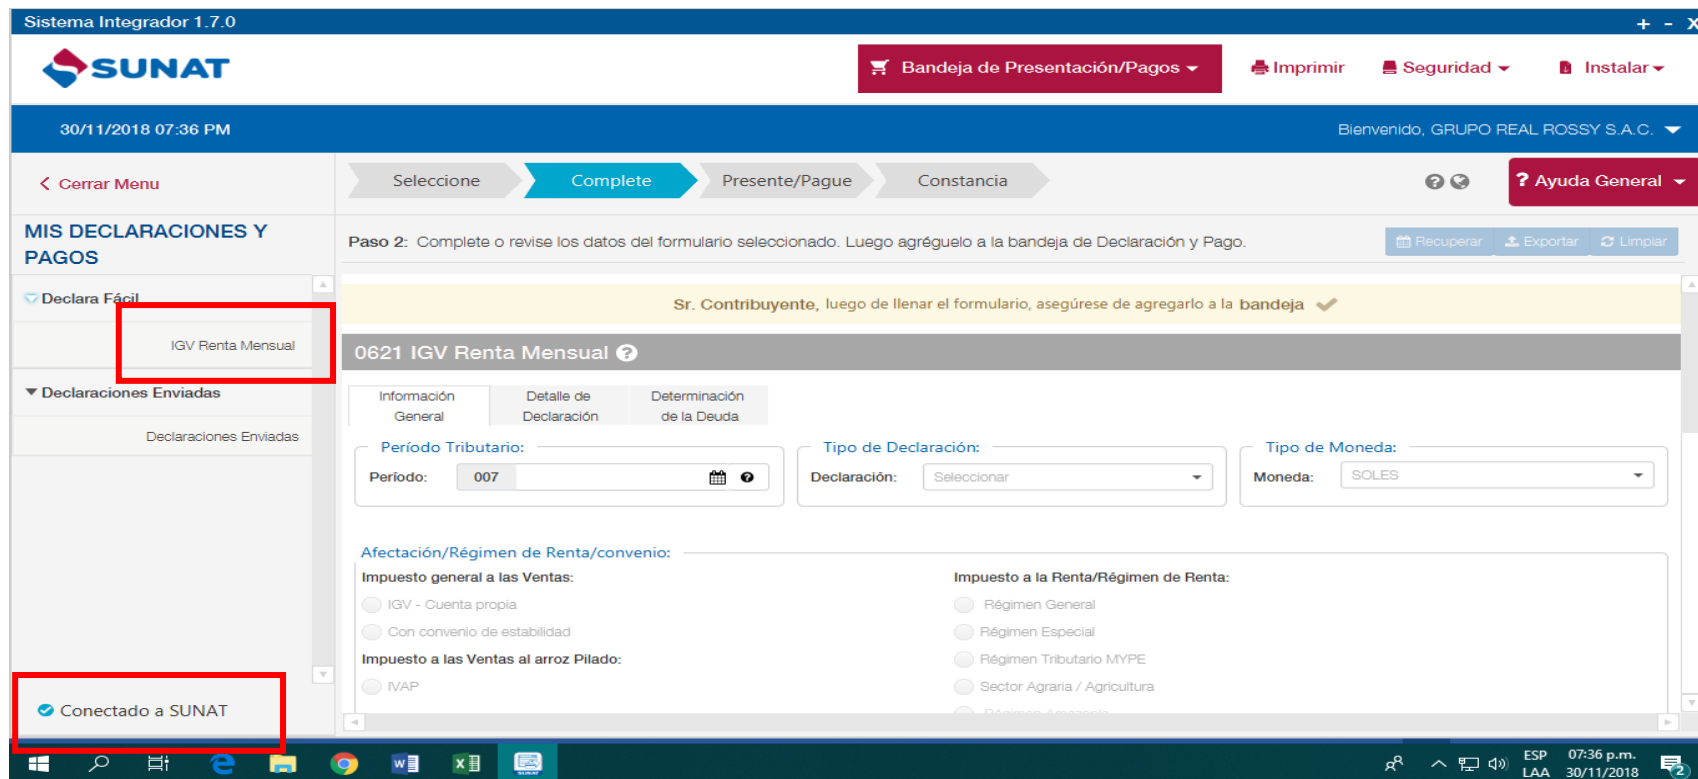 Sistema Integrador 1.7.0
+ - X
SUNAT
Bandeja de Presentación/Pagos
Imprimir
Seguridad
Instalar
30/11/2018 07:36 PM
Bienvenido, GRUPO REAL ROSSY S.A.C.
Cerrar Menu
Seleccione
Complete
Presente/Pague
Constancia
? Ayuda General
MIS DECLARACIONES Y
PAGOS
Paso 2: Complete o revise los datos del formulario seleccionado. Luego agréguelo a la bandeja de Declaración y Pago.
Recuperar
Exportar
Limpiar
Declara Fácil
IGV Renta Mensual
Declaraciones Enviadas
Declaraciones Enviadas
Conectado a SUNAT
Sr. Contribuyente, luego de llenar el formulario, asegúrese de agregarlo a la bandeja
0621 IGV Renta Mensual ?
Información
General
Detalle de
Declaración
Determinación
de la Deuda
Período Tributario:
Período: 007
Tipo de Declaración:
Declaración: Seleccionar
Tipo de Moneda:
Moneda: SOLES
Afectación/Régimen de Renta/convenio:
Impuesto general a las Ventas:
IGV - Cuenta propia
Con convenio de estabilidad
Impuesto a las Ventas al arroz Pilado:
IVAP
Impuesto a la Renta/Régimen de Renta:
Régimen General
Régimen Especial
Régimen Tributario MYPE
Sector Agraria / Agricultura
Régimen Amazonía
ESP
LAA
07:36 p.m.
30/11/2018
2